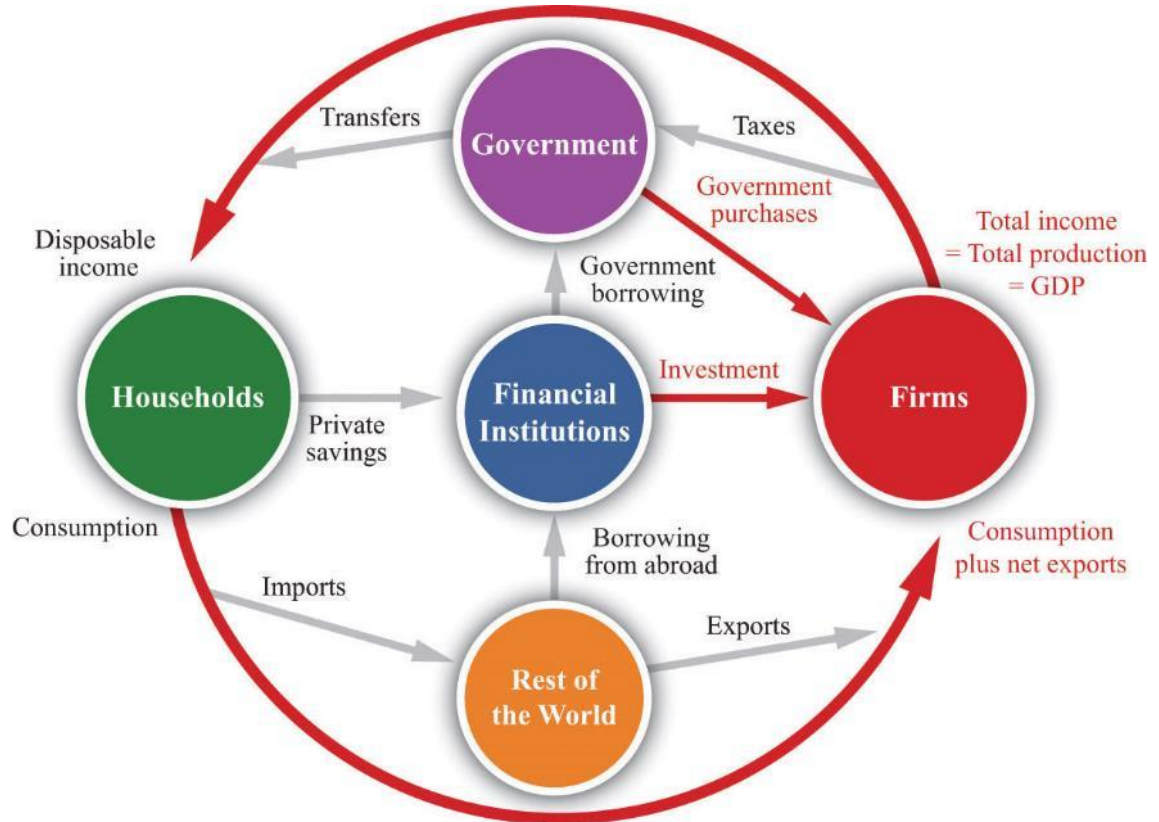 Transfers
Government
Taxes
Government
purchases
Total income
= Total production
= GDP
Disposable
income
Government
borrowing
Households
Private
savings
Financial
Institutions
Investment
Firms
Consumption
Imports
Borrowing
from abroad
Rest of
the World
Exports
Consumption
plus net exports